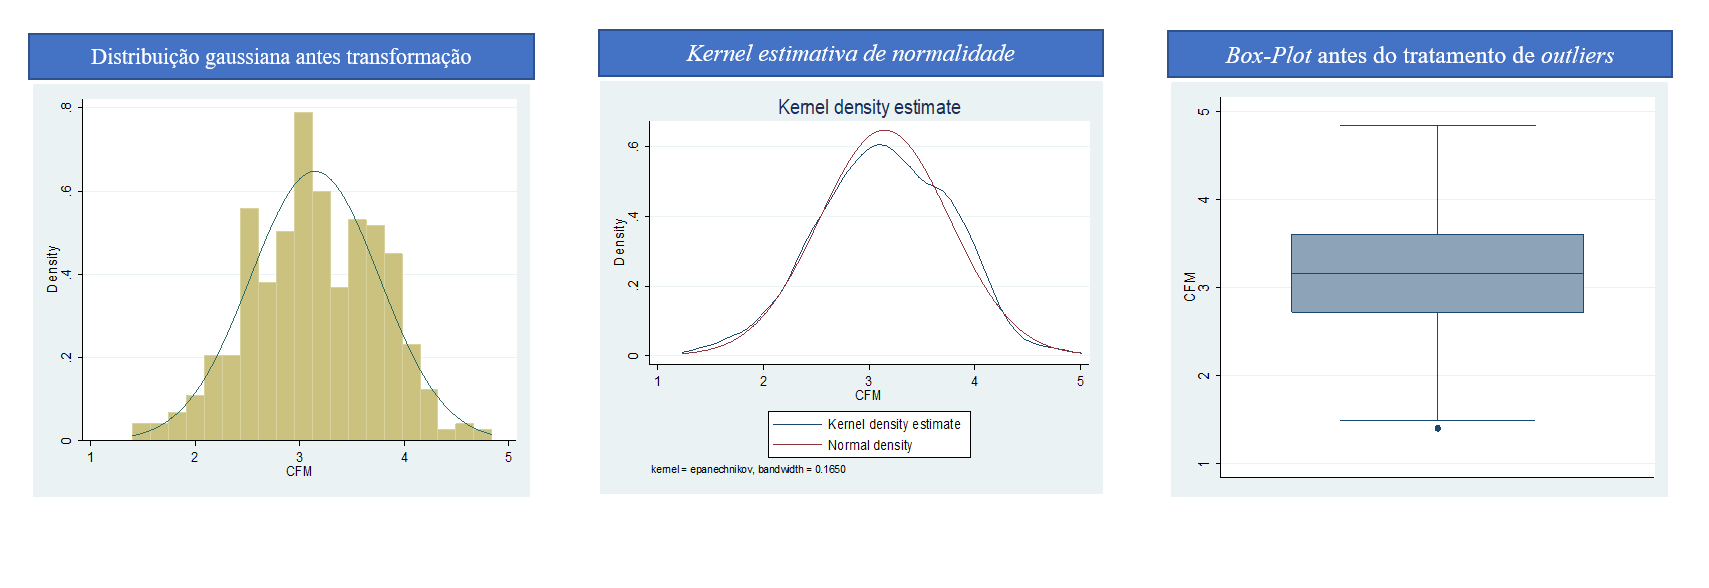 Distribuição gaussiana antes transformação
Kernel estimativa de normalidade
Box-Plot antes do tratamento de outliers
Density
.8
.6
.4
.2
0
1 2 3 4 5
CFM
Kernel density estimate
Density
.6
.4
.2
0
1 2 3 4 5
CFM
Kernel density estimate
Normal density
kernel = epanechnikov, bandwidth = 0.1650
CFM
5
4
3
2
1